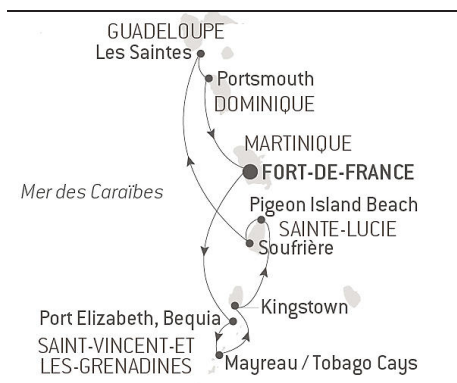 GUADELOUPE
Les Saintes
Portsmouth
DOMINIQUE
MARTINIQUE
FORT-DE-FRANCE
Mer des Caraïbes
Pigeon Island Beach
SAINTE-LUCIE
Soufrière
Kingstown
Port Elizabeth, Bequia
SAINT-VINCENT-ET
LES-GRENADINES
Mayreau / Tobago Cays